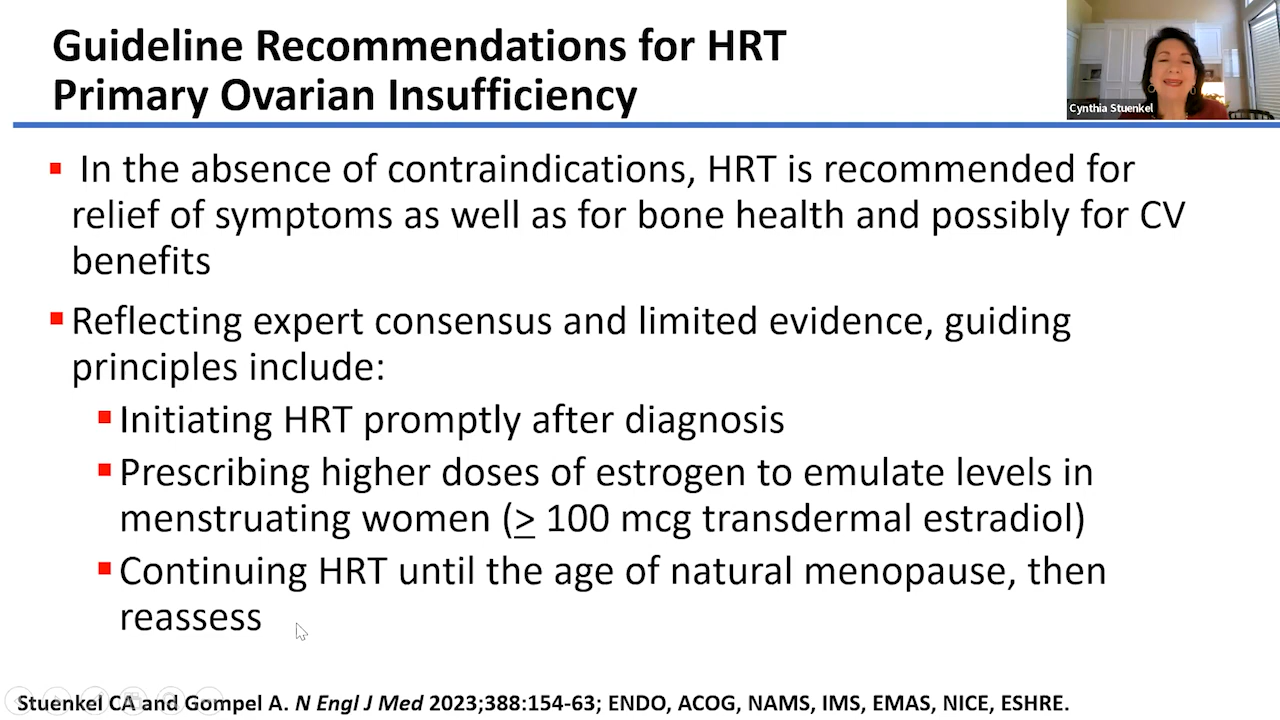 Guideline Recommendations for HRT
Primary Ovarian Insufficiency
Cynthia Stuenkel
In the absence of contraindications, HRT is recommended for
relief of symptoms as well as for bone health and possibly for CV
benefits
Reflecting expert consensus and limited evidence, guiding
principles include:
Initiating HRT promptly after diagnosis
Prescribing higher doses of estrogen to emulate levels in
menstruating women (≥ 100 mcg transdermal estradiol)
Continuing HRT until the age of natural menopause, then
reassess
Stuenkel CA and Gompel A. N Engl J Med 2023;388:154-63; ENDO, ACOG, NAMS, IMS, EMAS, NICE, ESHRE.